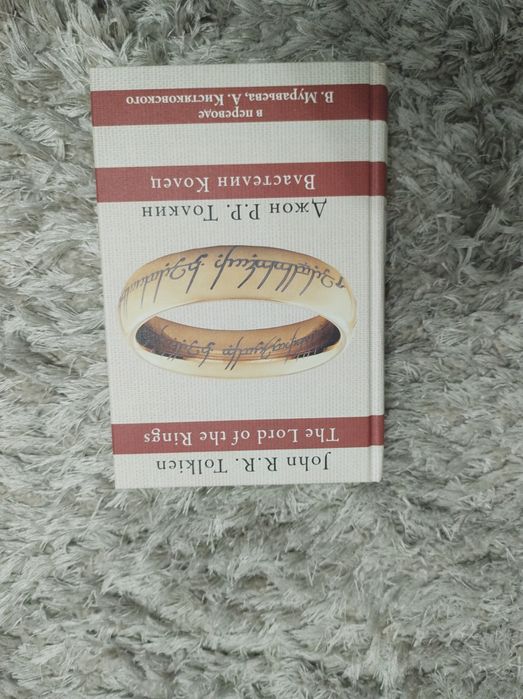 John R.R. Tolkien
The Lord of the Rings
Джон Р.Р. Толкин
Властелин Колец
в переводе
В. Муравьева, А. Кистяковского